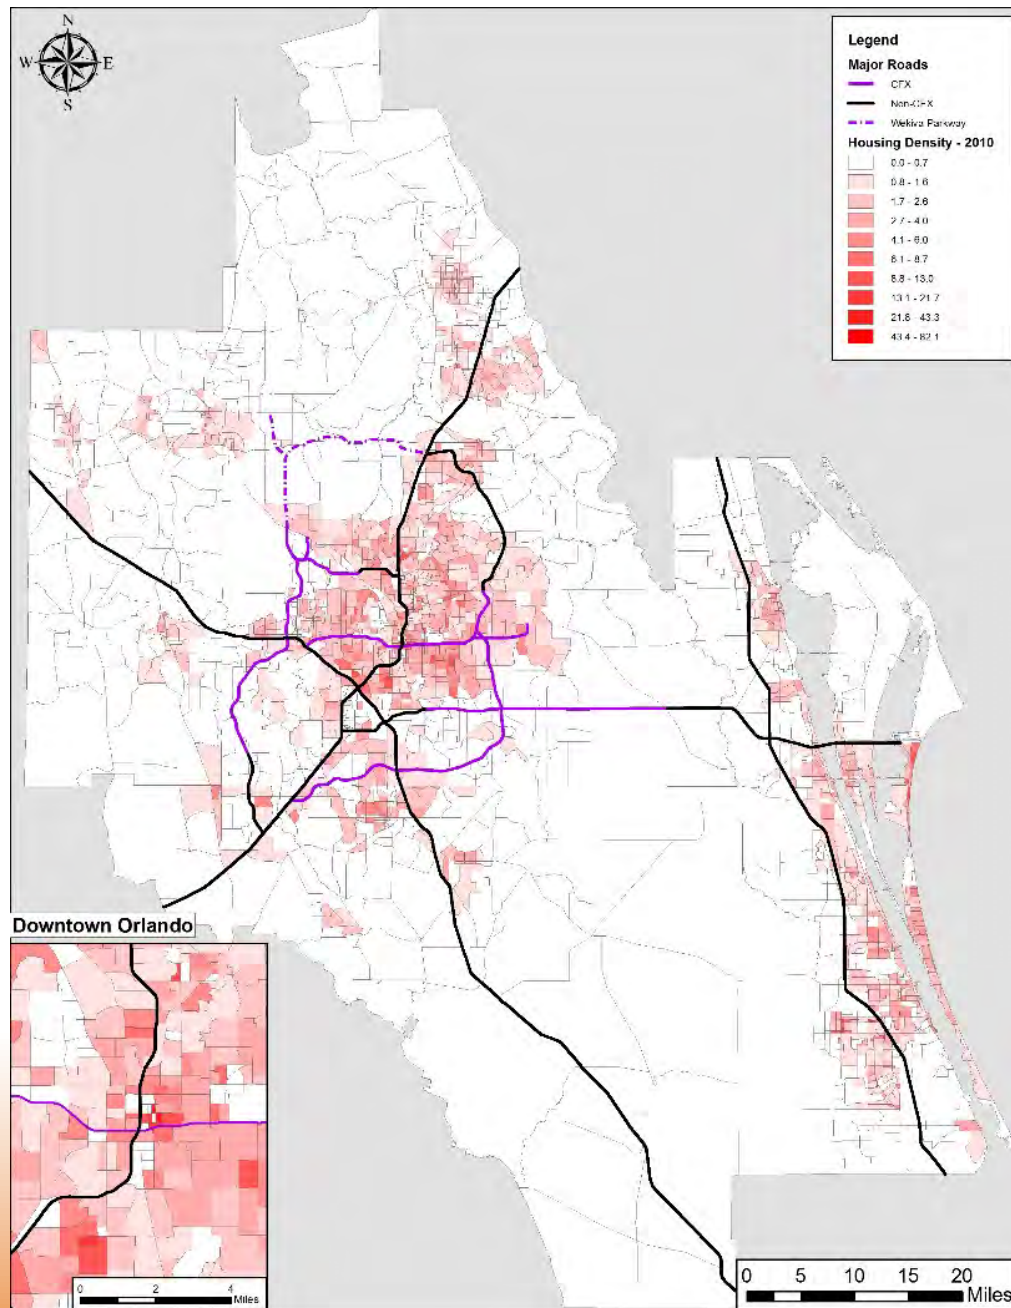 N
W E
S
Legend
Major Roads
CFX
Non-CFX
Wekiva Parkway
Housing Density - 2010
0.0 - 0.7
0.8 - 1.6
1.7 - 2.6
2.7 - 4.0
4.1 - 6.0
6.1 - 8.7
8.8 - 13.0
13.1 - 21.7
21.8 - 43.3
43.4 - 82.1
Downtown Orlando
0 2 4
Miles
0 5 10 15 20
Miles